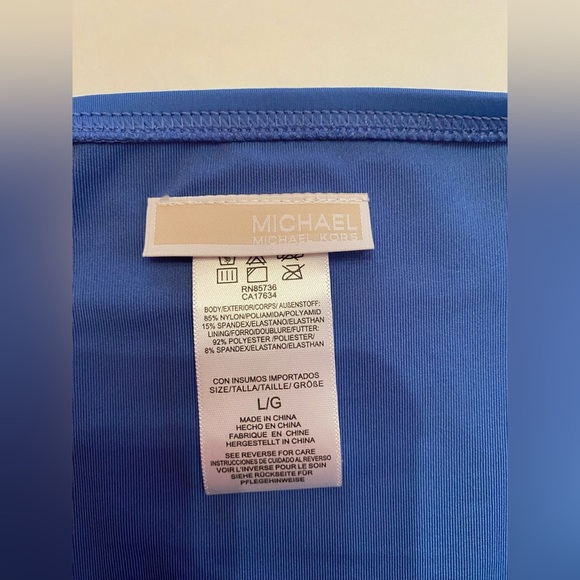 MICHAEL
MICHAEL KORS
RN85736
CA17634
BODY/EXTERIOR/CORPS/ AUßENSTOFF:
85% NYLON/POLIAMIDA/POLYAMID
15% SPANDEX/ELASTANO/ELASTHAN
LINING/FORRO/DOUBLURE/FUTTER:
92% POLYESTER /POLIESTER/
8% SPANDEX/ELASTANO/ELASTHAN
CON INSUMOS IMPORTADOS
SIZE/TALLA/TAILLE/ GRÖßE
L/G
MADE IN CHINA
HECHO EN CHINA
FABRIQUE EN CHINE
HERGESTELLT IN CHINA
SEE REVERSE FOR CARE
INSTRUCCIONES DE CUIDADO AL REVERSO
VOIR L'INVERSE POUR LE SOIN
SIEHE RÜCKSEITE FÜR
PFLEGEHINWEISE